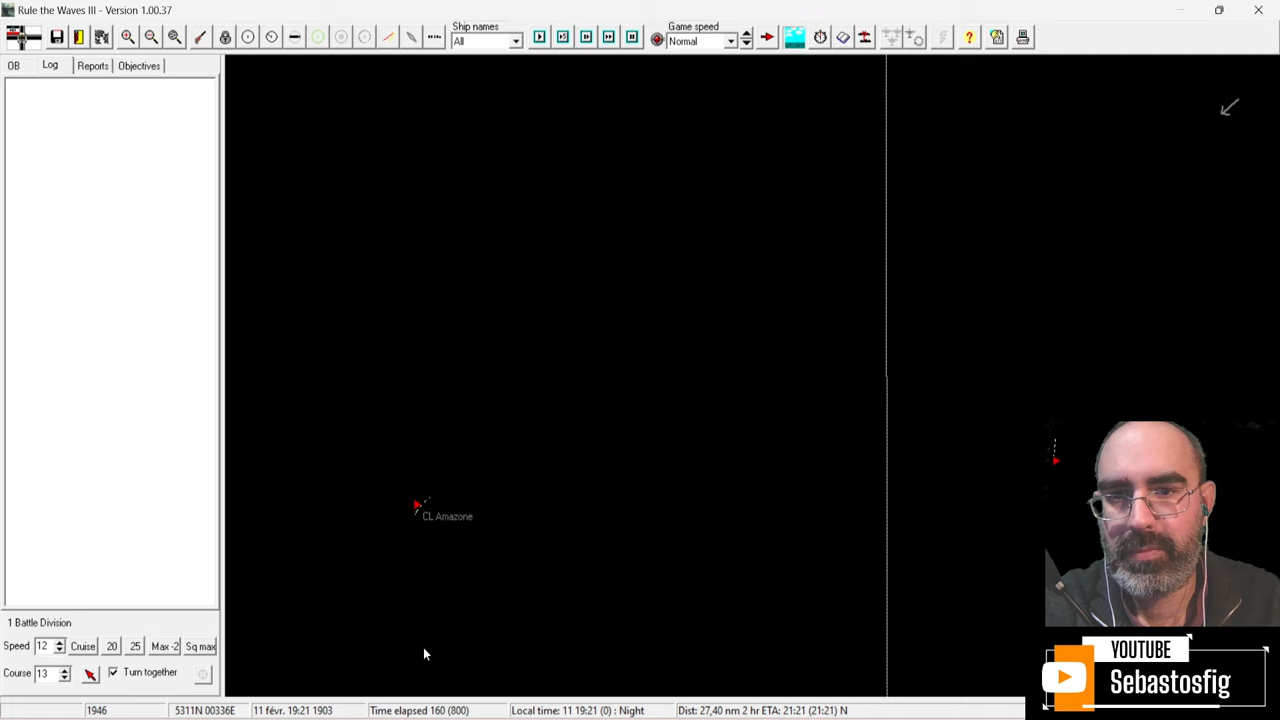 Rule the Waves III - Version 1.00.37
Ship names
All
Game speed
Normal
OB
Log
Reports
Objectives
CL Amazone
1 Battle Division
Speed 12 Cruise 20 25 Max -2 Sq max
Course 13 Turn together
1946
5311N 00336E
11 févr. 19:21 1903
Time elapsed 160 (800)
Local time: 11 19:21 (0) : Night
Dist: 27,40 nm 2 hr ETA: 21:21 (21:21) N
YOUTUBE
Sebastosfig